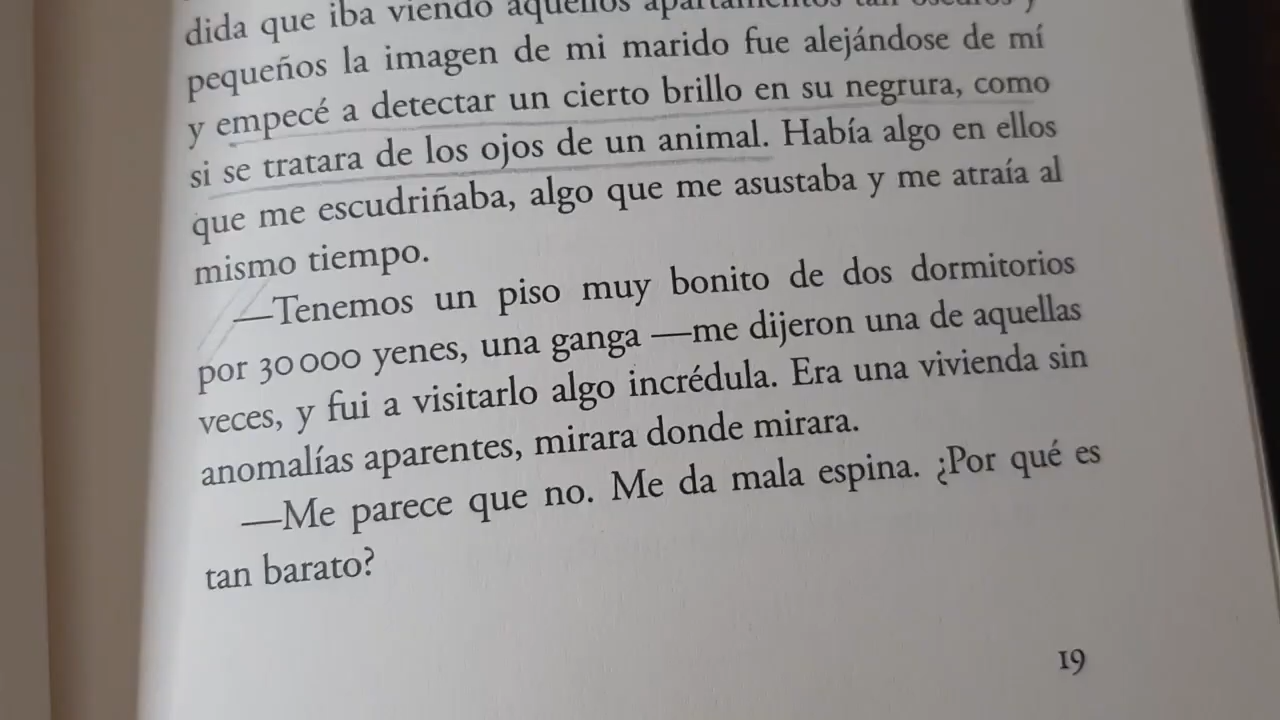 dida que iba viendo aquellos apartamentos tan oscuros y
pequeños la imagen de mi marido fue alejándose de mí
y empecé a detectar un cierto brillo en su negrura, como
si se tratara de los ojos de un animal. Había algo en ellos
que me escudriñaba, algo que me asustaba y me atraía al
mismo tiempo.
—Tenemos un piso muy bonito de dos dormitorios
por 30 000 yenes, una ganga —me dijeron una de aquellas
veces, y fui a visitarlo algo incrédula. Era una vivienda sin
anomalías aparentes, mirara donde mirara.
—Me parece que no. Me da mala espina. ¿Por qué es
tan barato?
19